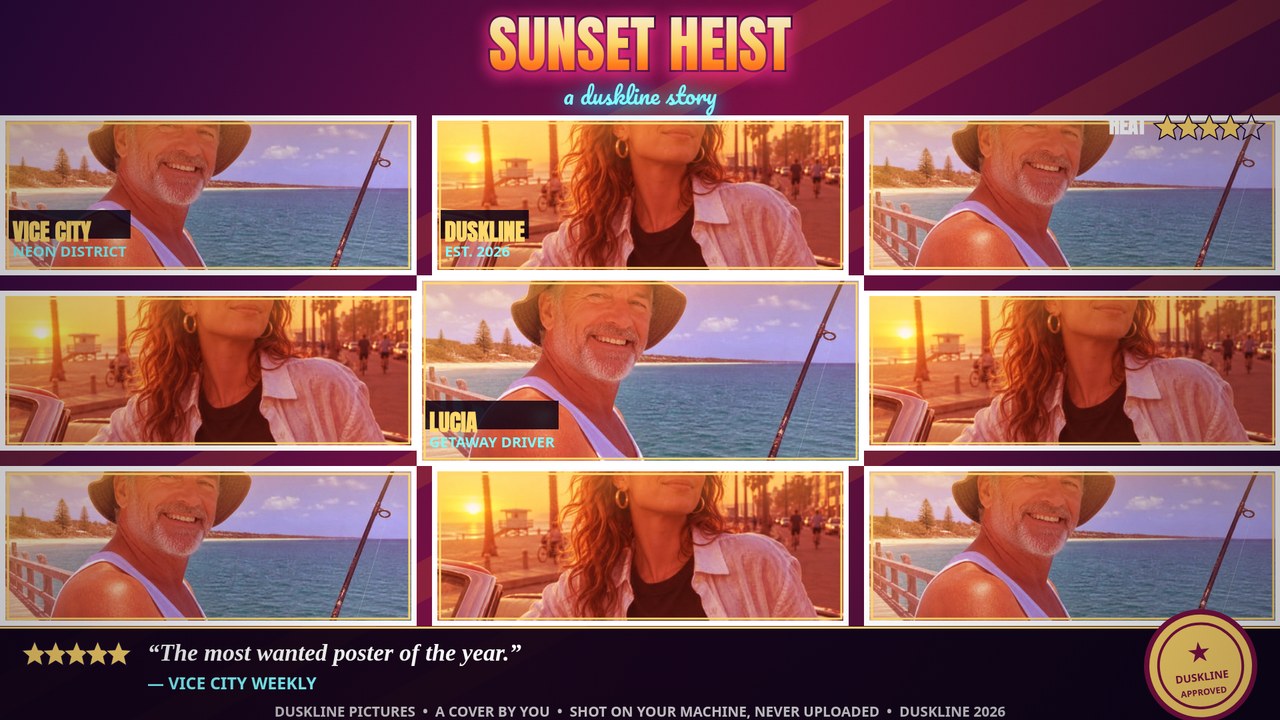 SUNSET HEIST
a duskline story
HEAT
VICE CITY
NEON DISTRICT
DUSKLINE
EST. 2026
LUCIA
GETAWAY DRIVER
“The most wanted poster of the year.”
— VICE CITY WEEKLY
DUSKLINE
APPROVED
DUSKLINE PICTURES • A COVER BY YOU • SHOT ON YOUR MACHINE, NEVER UPLOADED • DUSKLINE 2026